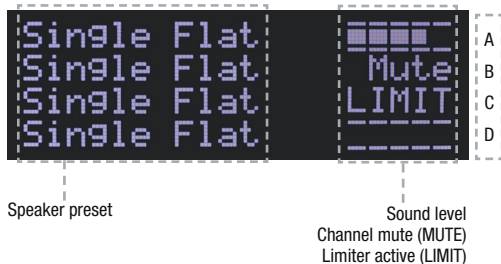 Single Flat A
Single Flat Mute B
Single Flat LIMIT C
Single Flat D
Speaker preset
Sound level
Channel mute (MUTE)
Limiter active (LIMIT)